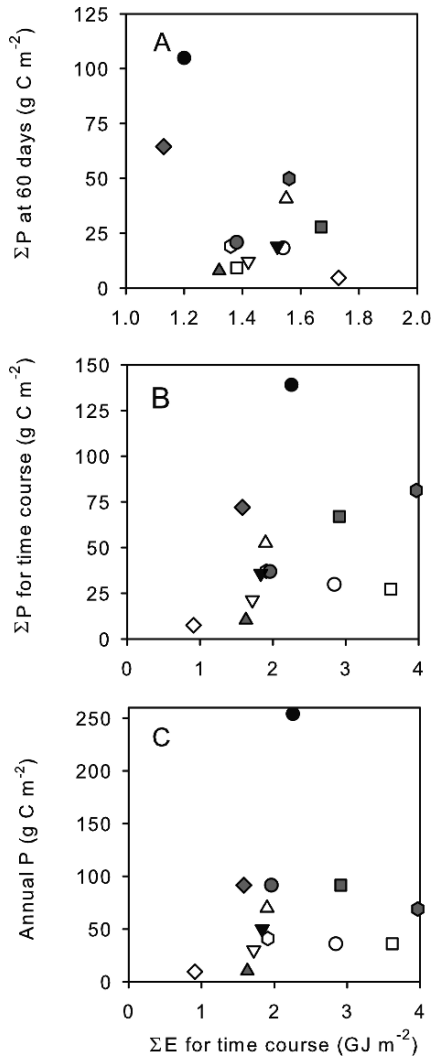 125
A
100
75
50
25
0
1.0 1.2 1.4 1.6 1.8 2.0
ΣP at 60 days (g C m⁻²)
150
B
125
100
75
50
25
0
0 1 2 3 4
ΣP for time course (g C m⁻²)
250
C
200
150
100
50
0
0 1 2 3 4
Annual P (g C m⁻²)
ΣE for time course (GJ m⁻²)